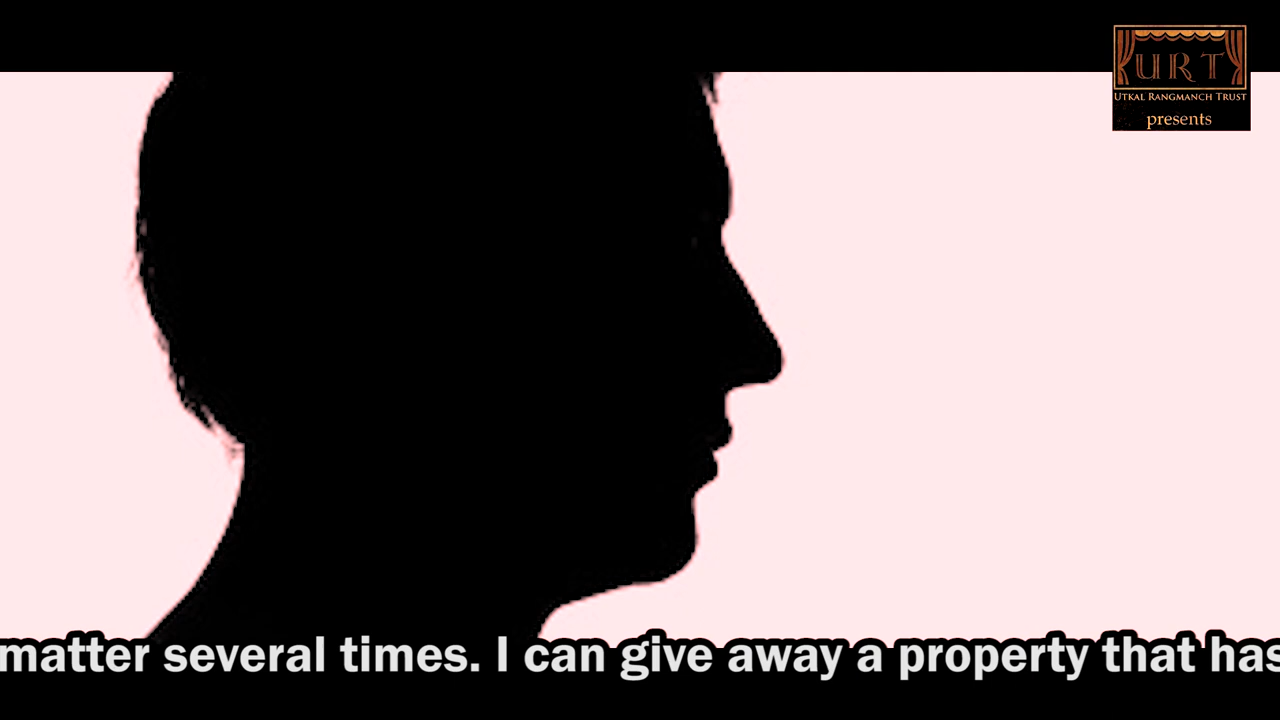 URT
UTKAL RANGMANCH TRUST
presents
matter several times. I can give away a property that has